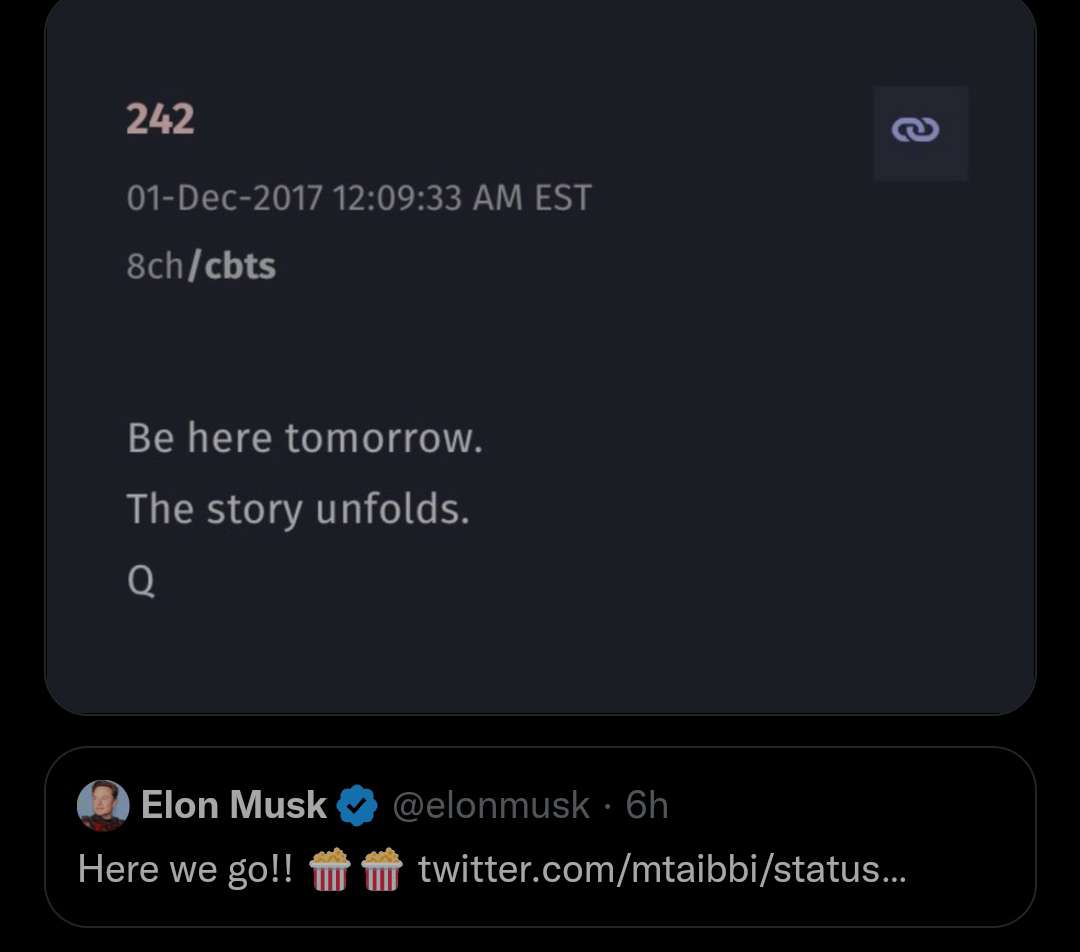 242
01-Dec-2017 12:09:33 AM EST
8ch/cbts
Be here tomorrow.
The story unfolds.
Q
Elon Musk @elonmusk · 6h
Here we go!! 🍿🍿 twitter.com/mtaibbi/status...